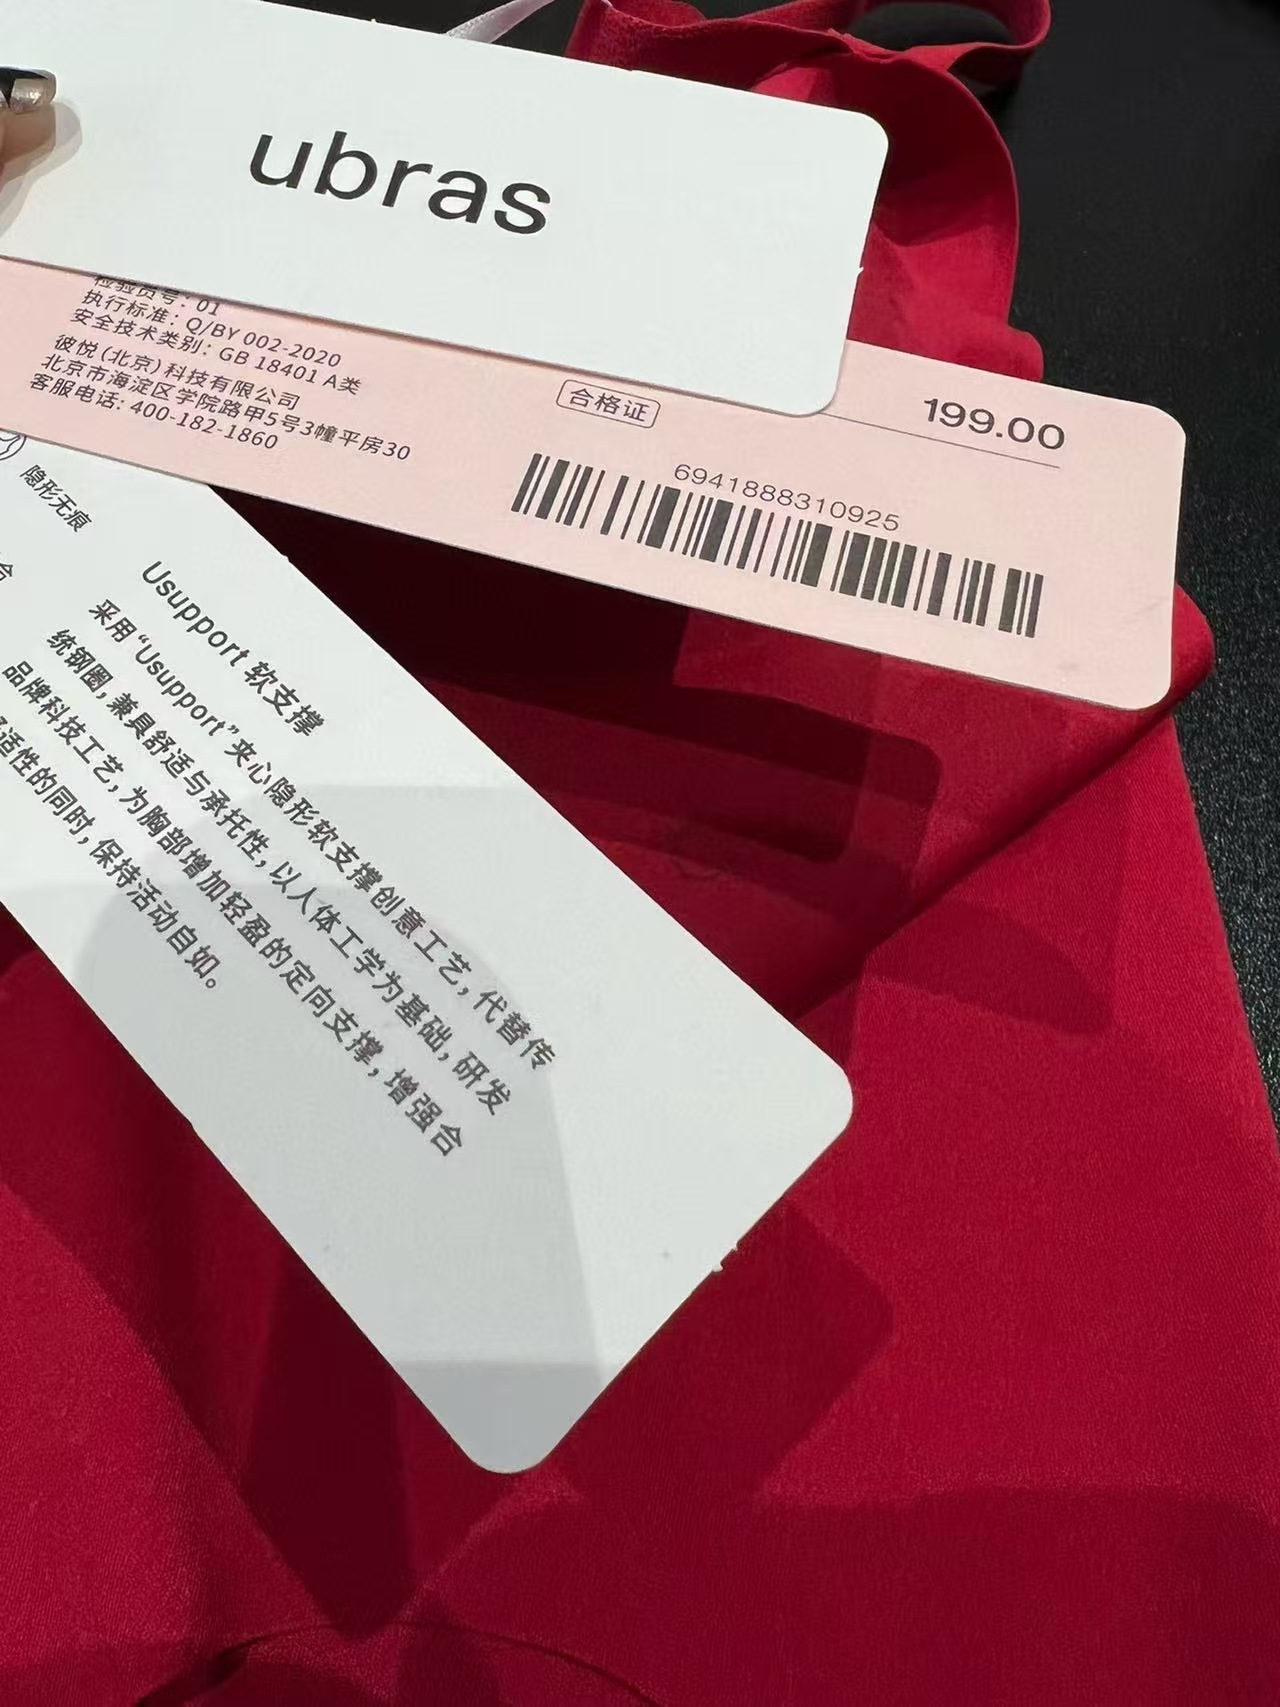 ubras
检验员号: 01
执行标准: Q/BY 002-2020
安全技术类别: GB 18401 A类
彼悦(北京)科技有限公司
北京市海淀区学院路甲5号3幢平房30
客服电话: 400-182-1860
合格证
199.00
6941888310925
隐形无痕
合
Usupport 软支撑
采用“Usupport”夹心隐形软支撑创意工艺,代替传
统钢圈,兼具舒适与承托性,以人体工学为基础,研发
品牌科技工艺,为胸部增加轻盈的定向支撑,增强合
适性的同时,保持活动自如。